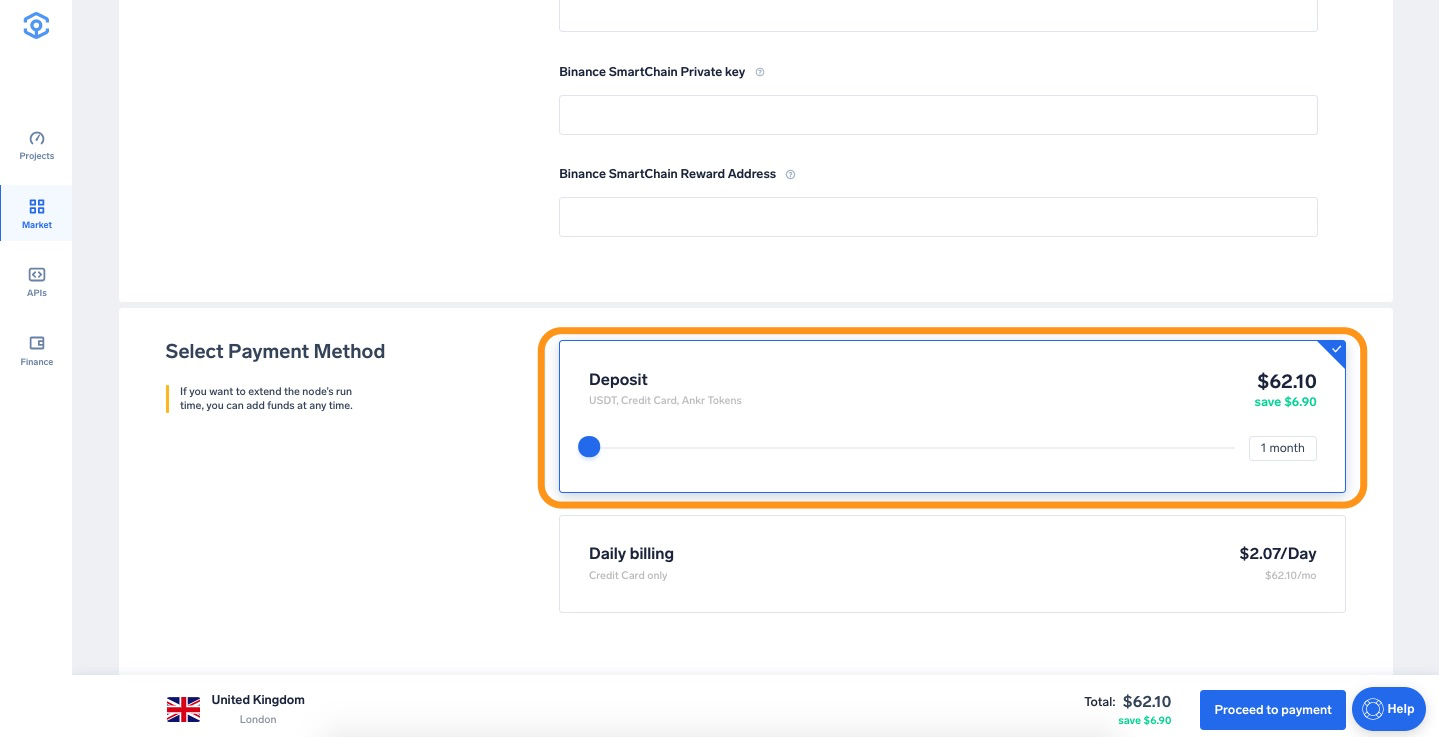 Projects
Market
APIs
Finance
Binance SmartChain Private key
Binance SmartChain Reward Address
Select Payment Method
If you want to extend the node's run
time, you can add funds at any time.
Deposit
$62.10
USDT, Credit Card, Ankr Tokens
save $6.90
1 month
Daily billing
$2.07/Day
Credit Card only
$62.10/mo
United Kingdom
London
Total: $62.10
save $6.90
Proceed to payment
Help